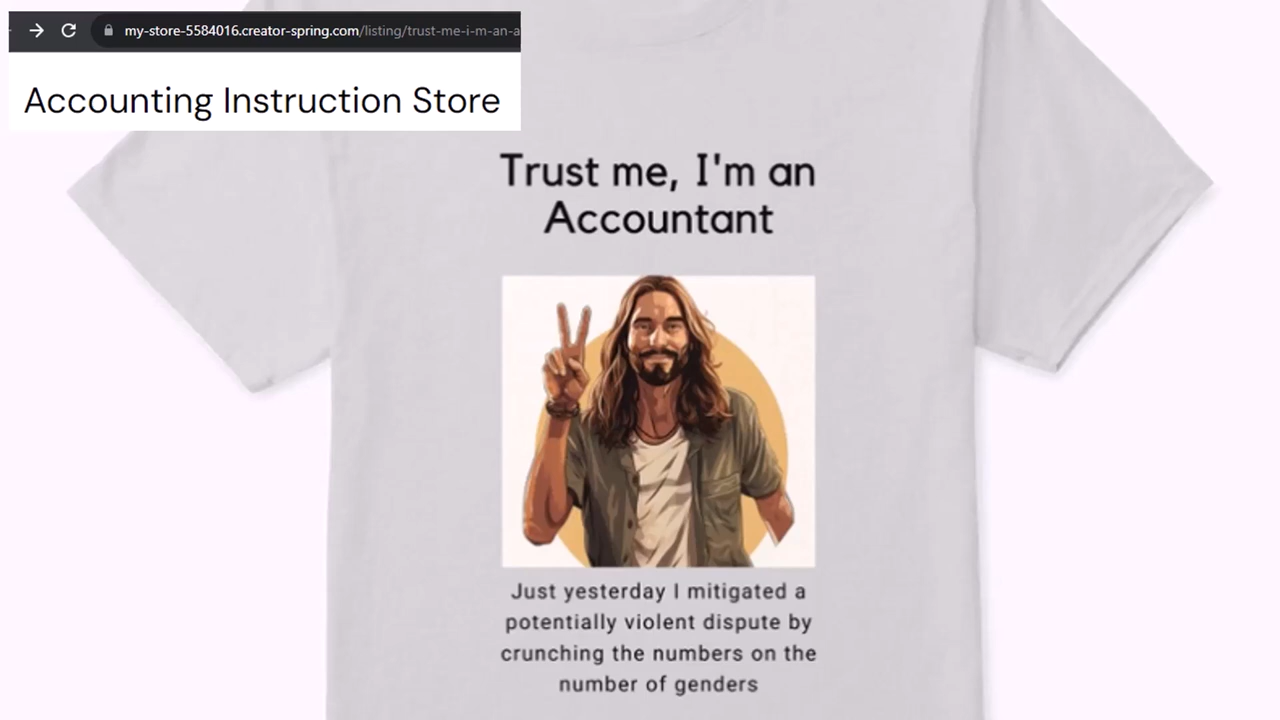 my-store-5584016.creator-spring.com/listing/trust-me-i-m-an-a
Accounting Instruction Store
Trust me, I'm an
Accountant
Just yesterday I mitigated a
potentially violent dispute by
crunching the numbers on the
number of genders